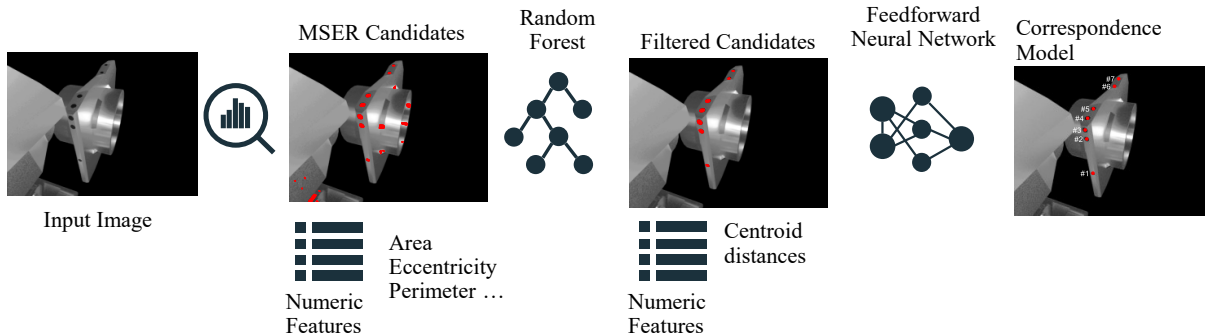 Input Image
MSER Candidates
Area
Eccentricity
Perimeter …
Numeric
Features
Random
Forest
Filtered Candidates
Centroid
distances
Numeric
Features
Feedforward
Neural Network
Correspondence
Model
#7
#6
#5
#4
#3
#2
#1